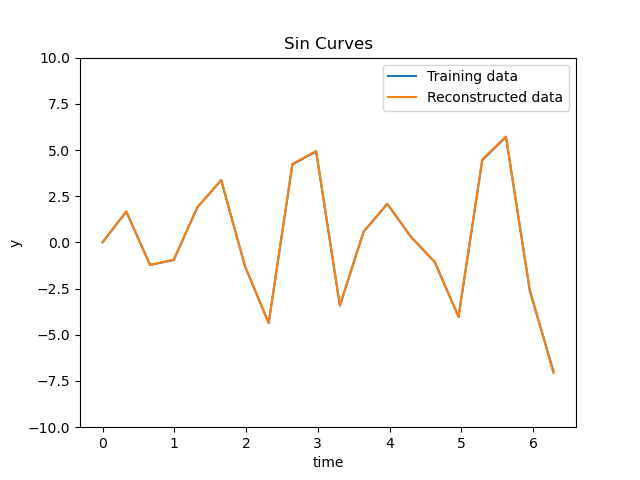 Sin Curves
Training data
Reconstructed data
10.0
7.5
5.0
2.5
0.0
−2.5
−5.0
−7.5
−10.0
y
0 1 2 3 4 5 6
time